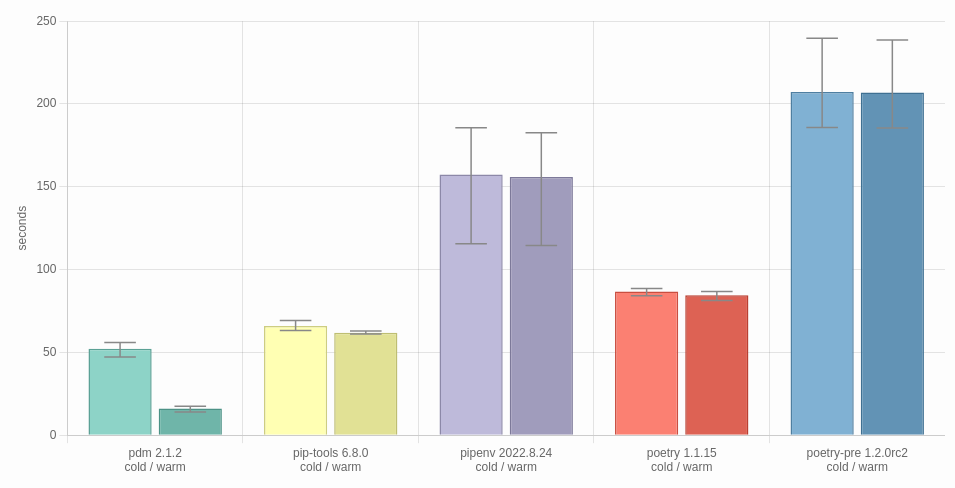 250
200
150
100
50
0
seconds
pdm 2.1.2
cold / warm
pip-tools 6.8.0
cold / warm
pipenv 2022.8.24
cold / warm
poetry 1.1.15
cold / warm
poetry-pre 1.2.0rc2
cold / warm